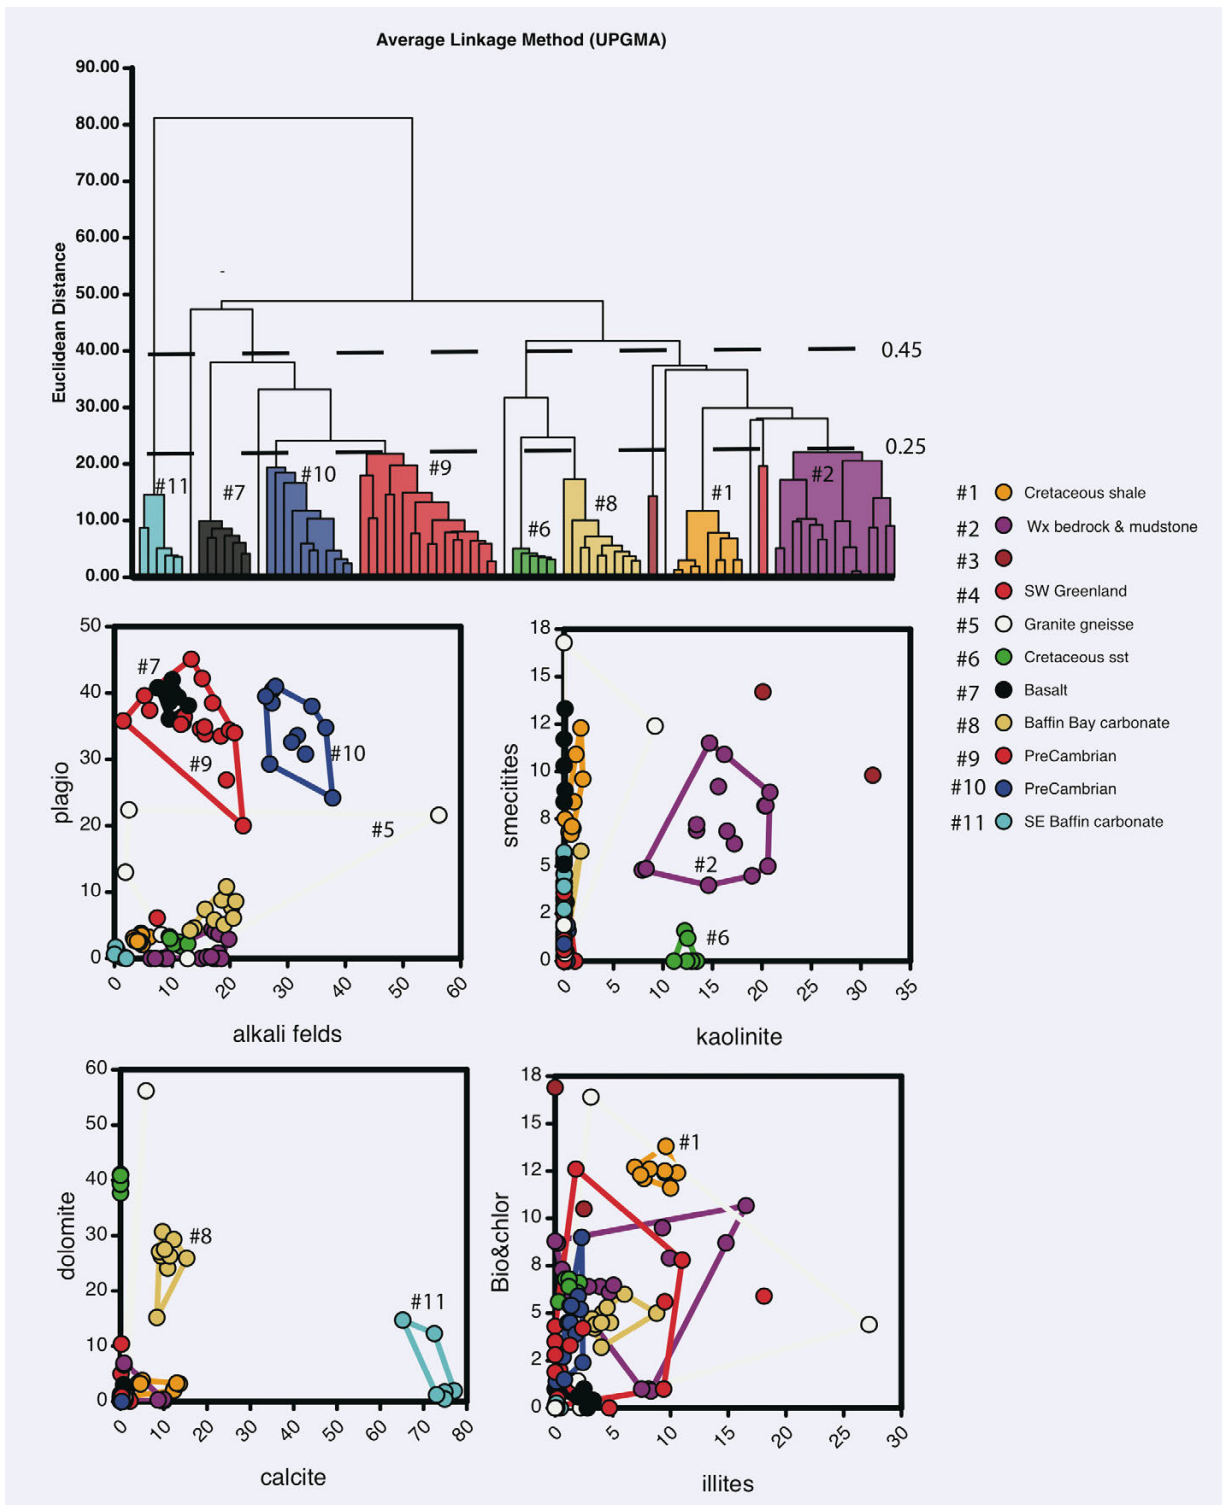 Average Linkage Method (UPGMA)
90.00
80.00
70.00
60.00
50.00
40.00
30.00
20.00
10.00
0.00
Euclidean Distance
0.45
0.25
#11
#7
#10
#9
#6
#8
#1
#2
#1 Cretaceous shale
#2 Wx bedrock & mudstone
#3
#4 SW Greenland
#5 Granite gneisse
#6 Cretaceous sst
#7 Basalt
#8 Baffin Bay carbonate
#9 PreCambrian
#10 PreCambrian
#11 SE Baffin carbonate
50
40
30
20
10
0
plagio
#7
#9
#10
#5
0 10 20 30 40 50 60
alkali felds
18
15
12
10
8
5
2
0
smecitites
#2
#6
0 5 10 15 20 25 30 35
kaolinite
60
50
40
30
20
10
0
dolomite
#8
#11
0 10 20 30 40 50 60 70 80
calcite
18
15
12
10
8
5
2
0
Bio&chlor
#1
0 5 10 15 20 25 30
illites